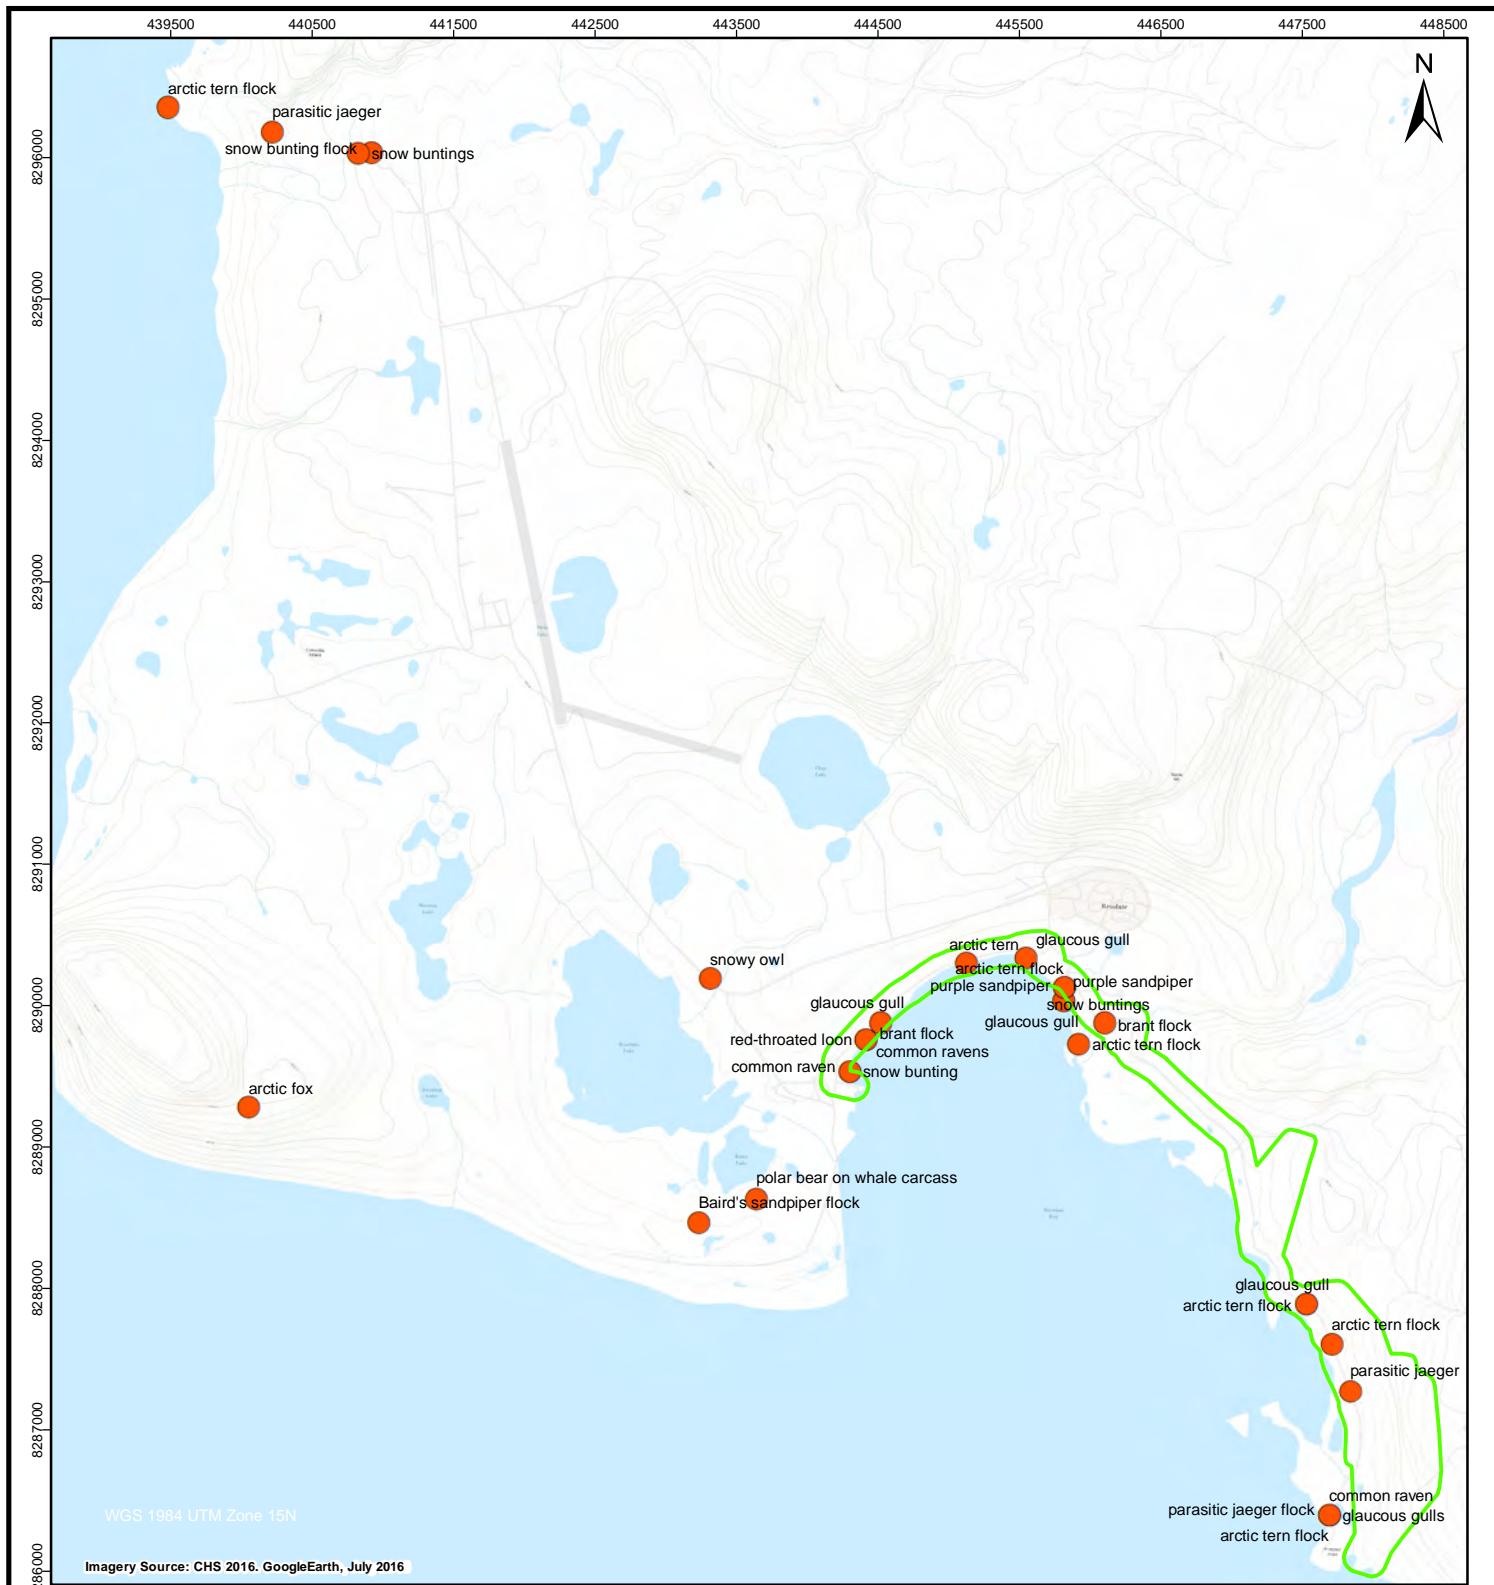 439500 440500 441500 442500 443500 444500 445500 446500 447500 448500
N
arctic tern flock
parasitic jaeger
snow bunting flock
snow buntings
8296000
8295000
8294000
8293000
8292000
8291000
8290000
8289000
8288000
8287000
286000
Resolute
arctic tern
glaucous gull
snowy owl
arctic tern flock
purple sandpiper
purple sandpiper
glaucous gull
snow buntings
glaucous gull
brant flock
red-throated loon
brant flock
arctic tern flock
common ravens
common raven
snow bunting
arctic fox
polar bear on whale carcass
Baird's sandpiper flock
glaucous gull
arctic tern flock
arctic tern flock
parasitic jaeger
common raven
parasitic jaeger flock
glaucous gulls
arctic tern flock
WGS 1984 UTM Zone 15N
Imagery Source: CHS 2016. GoogleEarth, July 2016